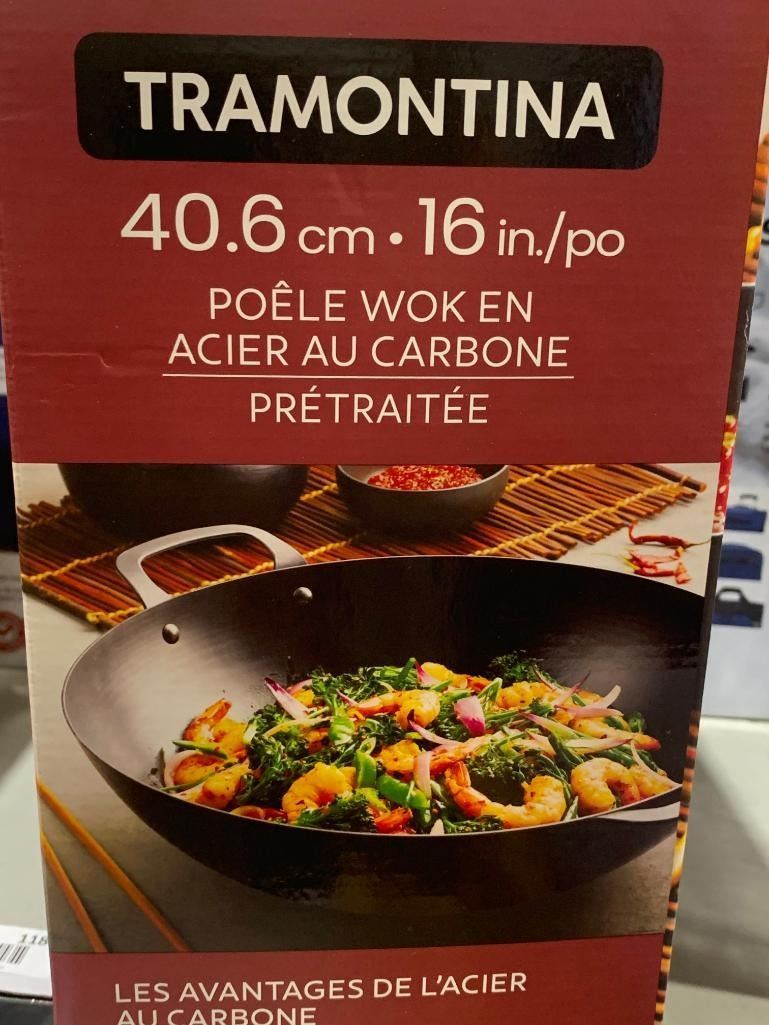 TRAMONTINA
40.6 cm • 16 in./po
POÊLE WOK EN
ACIER AU CARBONE
PRÉTRAITÉE
LES AVANTAGES DE L'ACIER
AU CARBONE
118